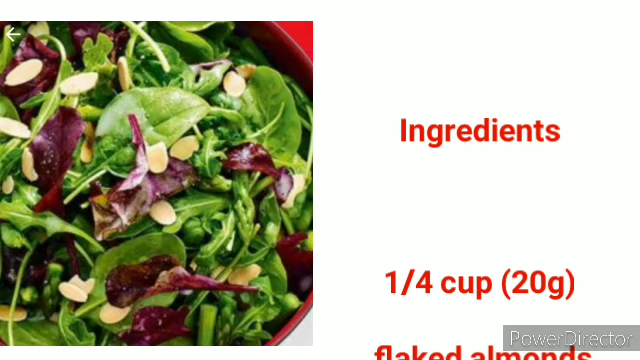 Ingredients
1/4 cup (20g)
flaked almonds
PowerDirector